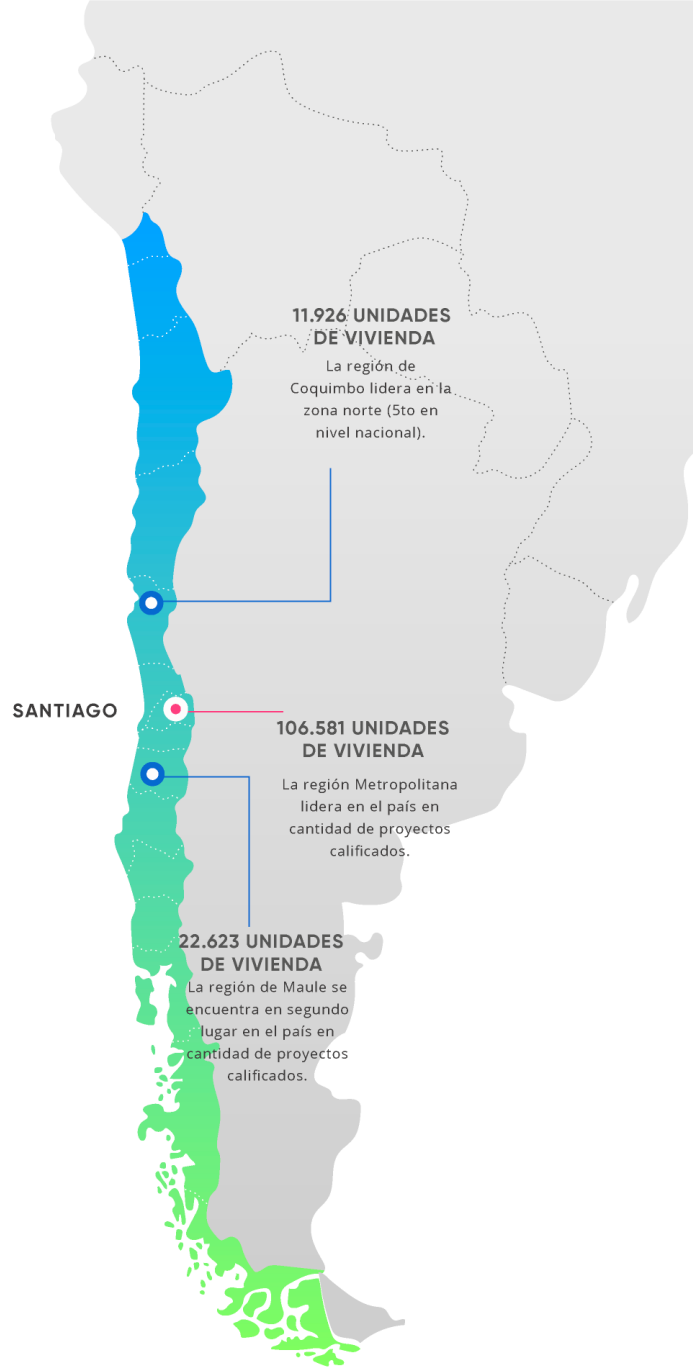 11.926 UNIDADES
DE VIVIENDA
La región de
Coquimbo lidera en la
zona norte (5to en
nivel nacional).
SANTIAGO
106.581 UNIDADES
DE VIVIENDA
La región Metropolitana
lidera en el país en
cantidad de proyectos
calificados.
22.623 UNIDADES
DE VIVIENDA
La región de Maule se
encuentra en segundo
lugar en el país en
cantidad de proyectos
calificados.